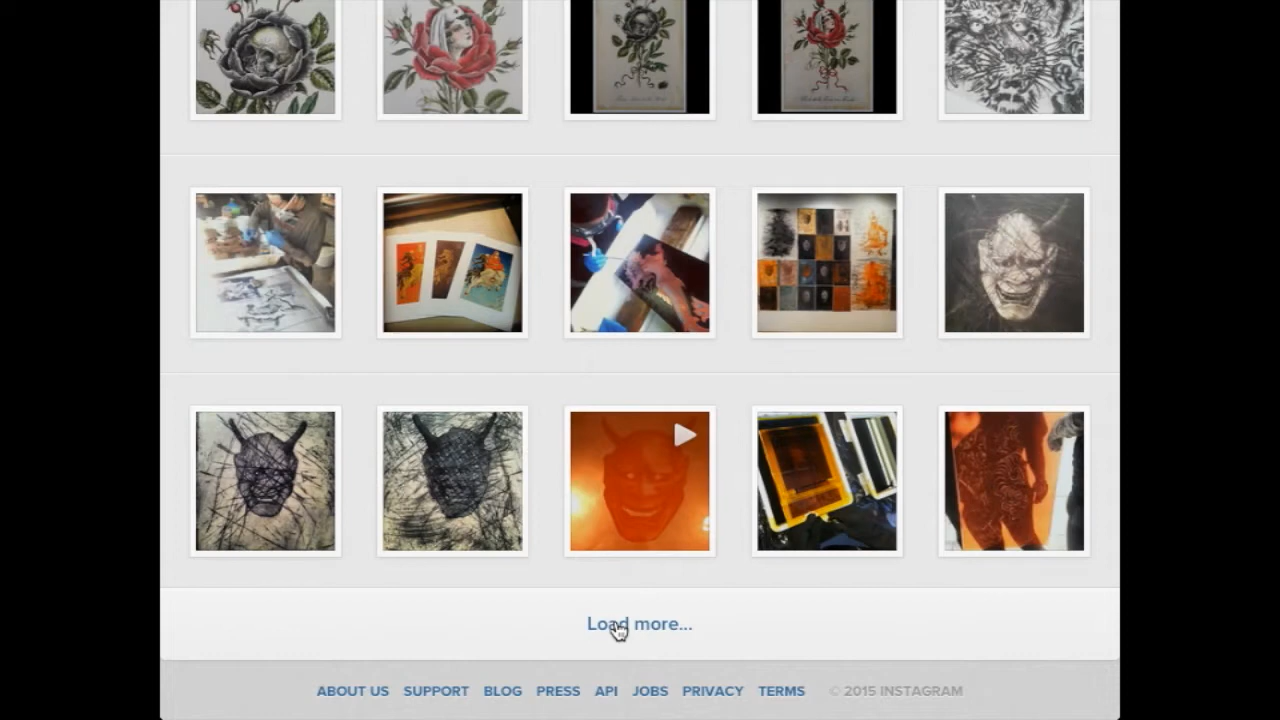 Load more...
ABOUT US SUPPORT BLOG PRESS API JOBS PRIVACY TERMS © 2015 INSTAGRAM